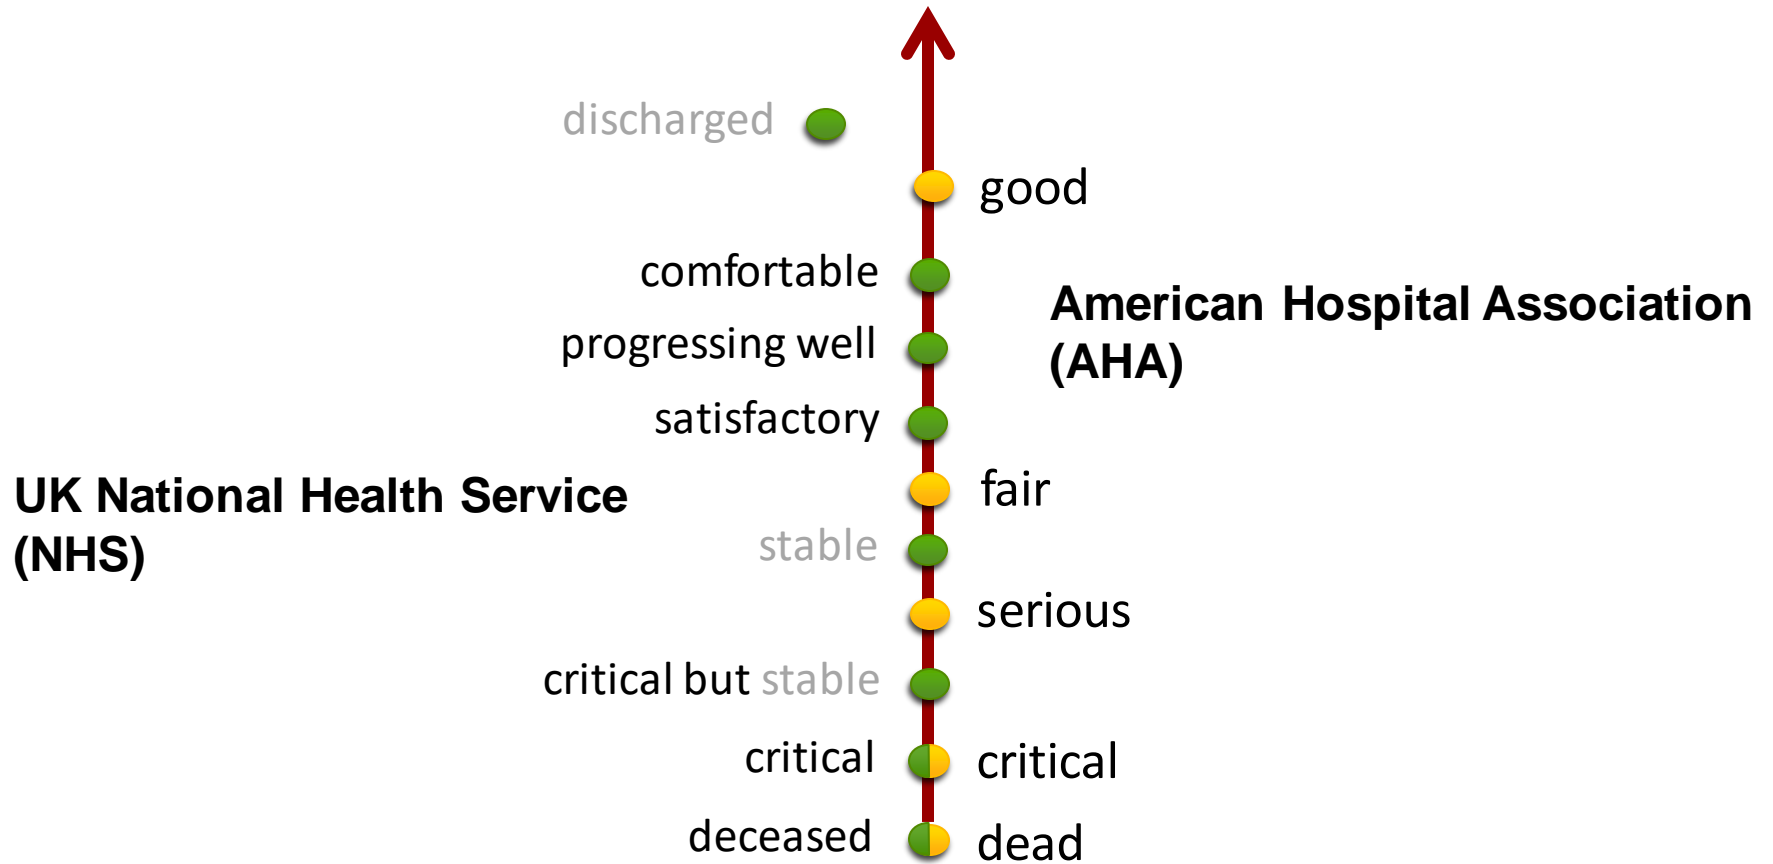 discharged
good
comfortable
American Hospital Association
(AHA)
progressing well
satisfactory
fair
UK National Health Service
(NHS)
stable
serious
critical but stable
critical
critical
deceased
dead